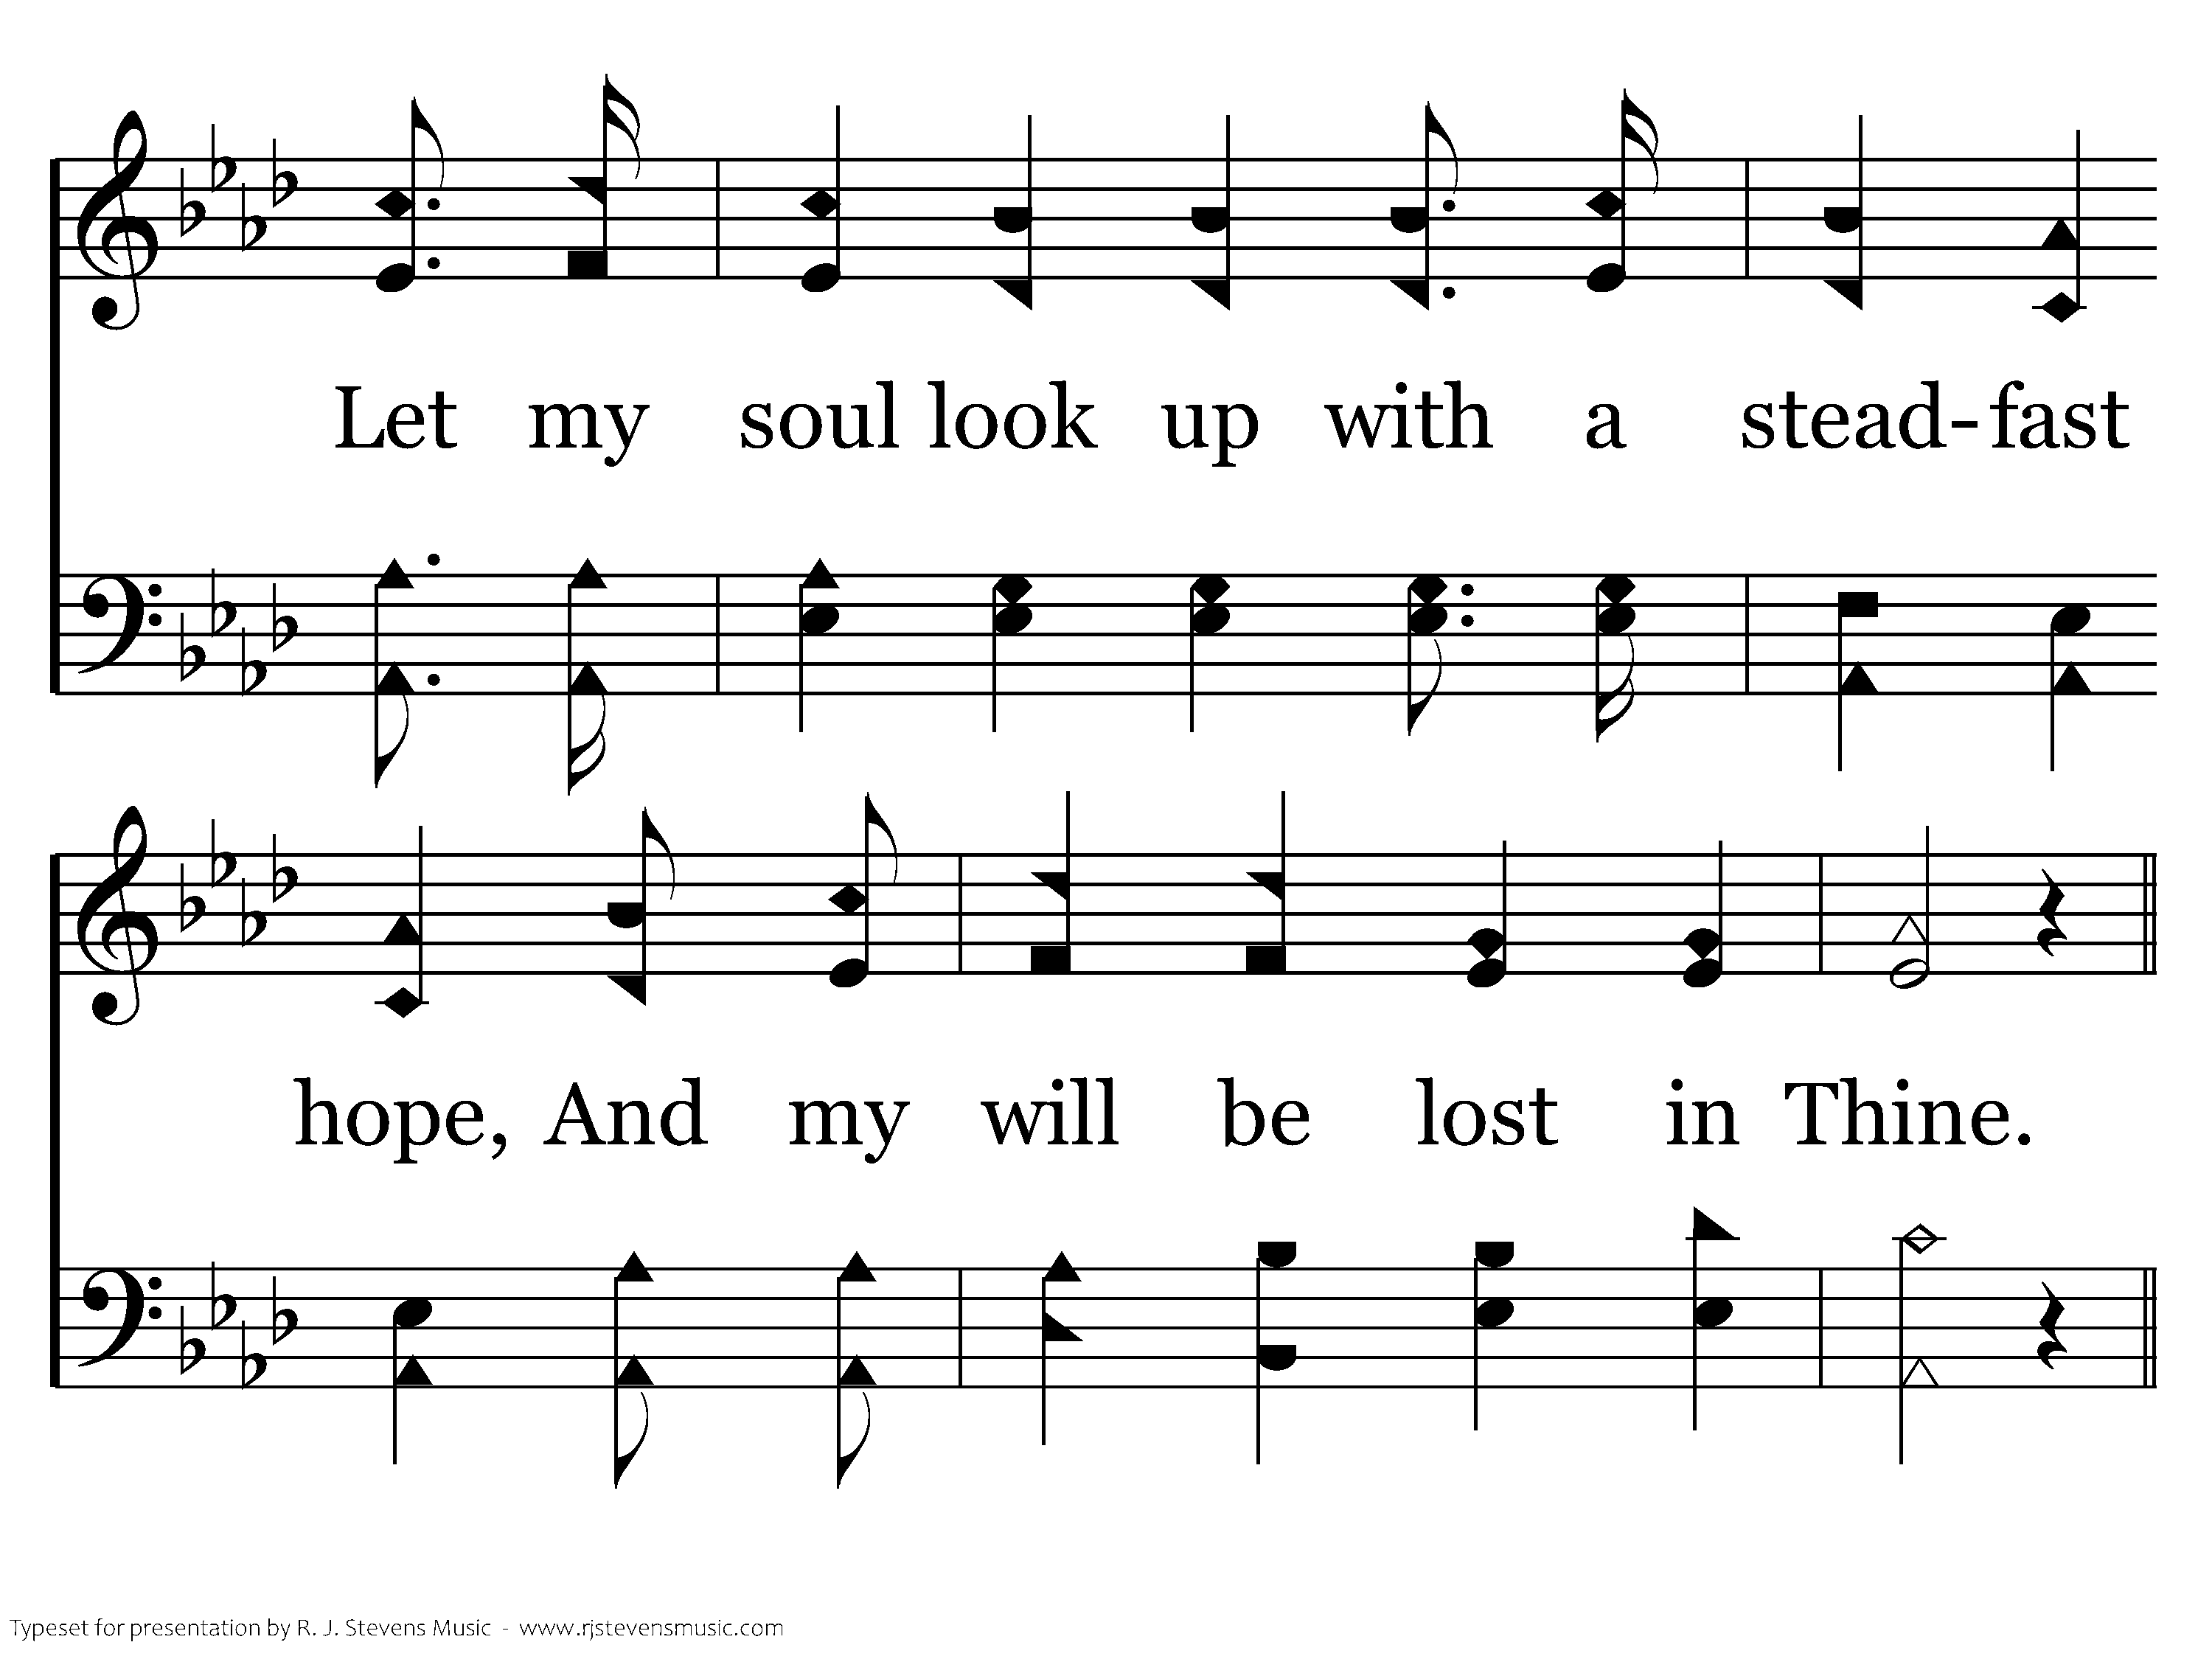 Let my soul look up with a stead-fast
hope, And my will be lost in Thine.
Typeset for presentation by R. J. Stevens Music - www.rjstevensmusic.com